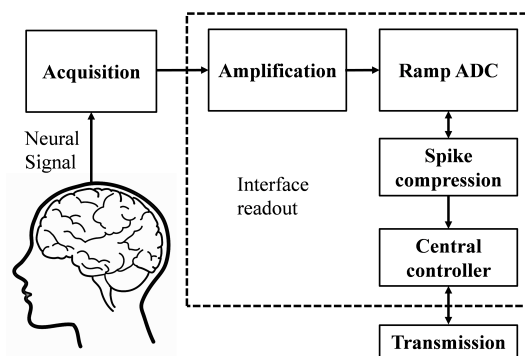 Acquisition
Amplification
Ramp ADC
Neural
Signal
Spike
compression
Interface
readout
Central
controller
Transmission